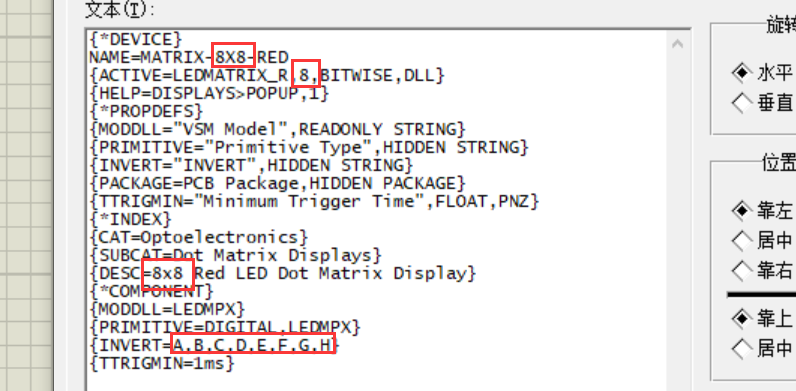 文本(T):
{*DEVICE}
NAME=MATRIX-8X8-RED
{ACTIVE=LEDMATRIX_R,8,BITWISE,DLL}
{HELP=DISPLAYS>POPUP,1}
{*PROPDEFS}
{MODDLL="VSM Model",READONLY STRING}
{PRIMITIVE="Primitive Type",HIDDEN STRING}
{INVERT="INVERT",HIDDEN STRING}
{PACKAGE=PCB Package,HIDDEN PACKAGE}
{TTRIGMIN="Minimum Trigger Time",FLOAT,PNZ}
{*INDEX}
{CAT=Optoelectronics}
{SUBCAT=Dot Matrix Displays}
{DESC=8x8 Red LED Dot Matrix Display}
{*COMPONENT}
{MODDLL=LEDMPX}
{PRIMITIVE=DIGITAL,LEDMPX}
{INVERT=A,B,C,D,E,F,G,H}
{TTRIGMIN=1ms}
旋转
水平
垂直
位置
靠左
居中
靠右
靠上
居中